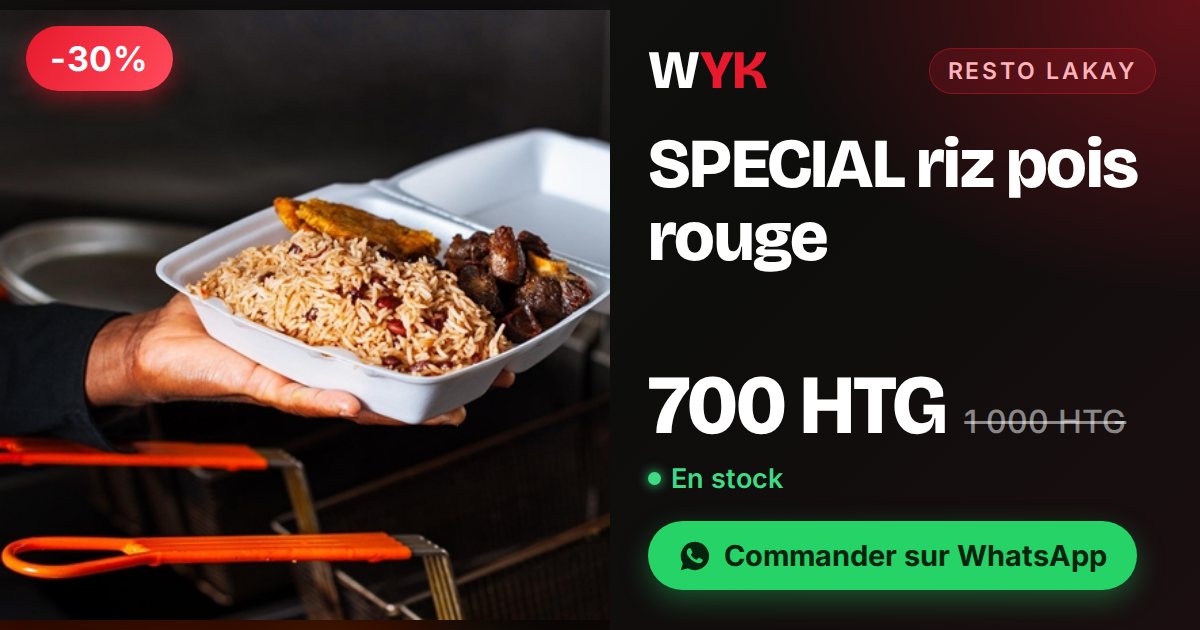 -30%
WYK
RESTO LAKAY
SPECIAL riz pois
rouge
700 HTG 1 000 HTG
En stock
Commander sur WhatsApp